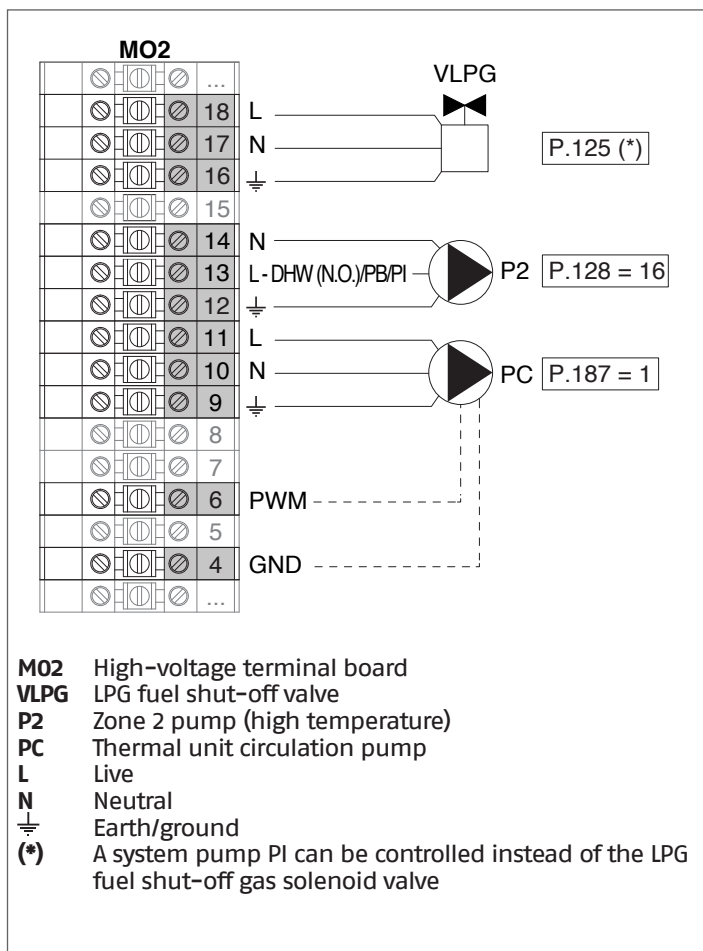 MO2
...
VLPG
18 L
17 N
P.125 (*)
16
15
14 N
13 L - DHW (N.O.)/PB/PI
P2 P.128 = 16
12
11 L
10 N
PC P.187 = 1
9
8
7
6 PWM
5
4 GND
...
MO2 High-voltage terminal board
VLPG LPG fuel shut-off valve
P2 Zone 2 pump (high temperature)
PC Thermal unit circulation pump
L Live
N Neutral
⏚ Earth/ground
(*) A system pump PI can be controlled instead of the LPG
fuel shut-off gas solenoid valve